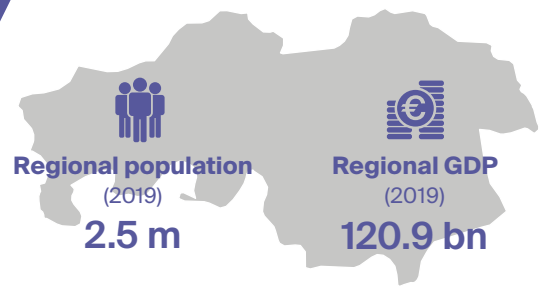 Regional population
(2019)
2.5 m
Regional GDP
(2019)
120.9 bn
€